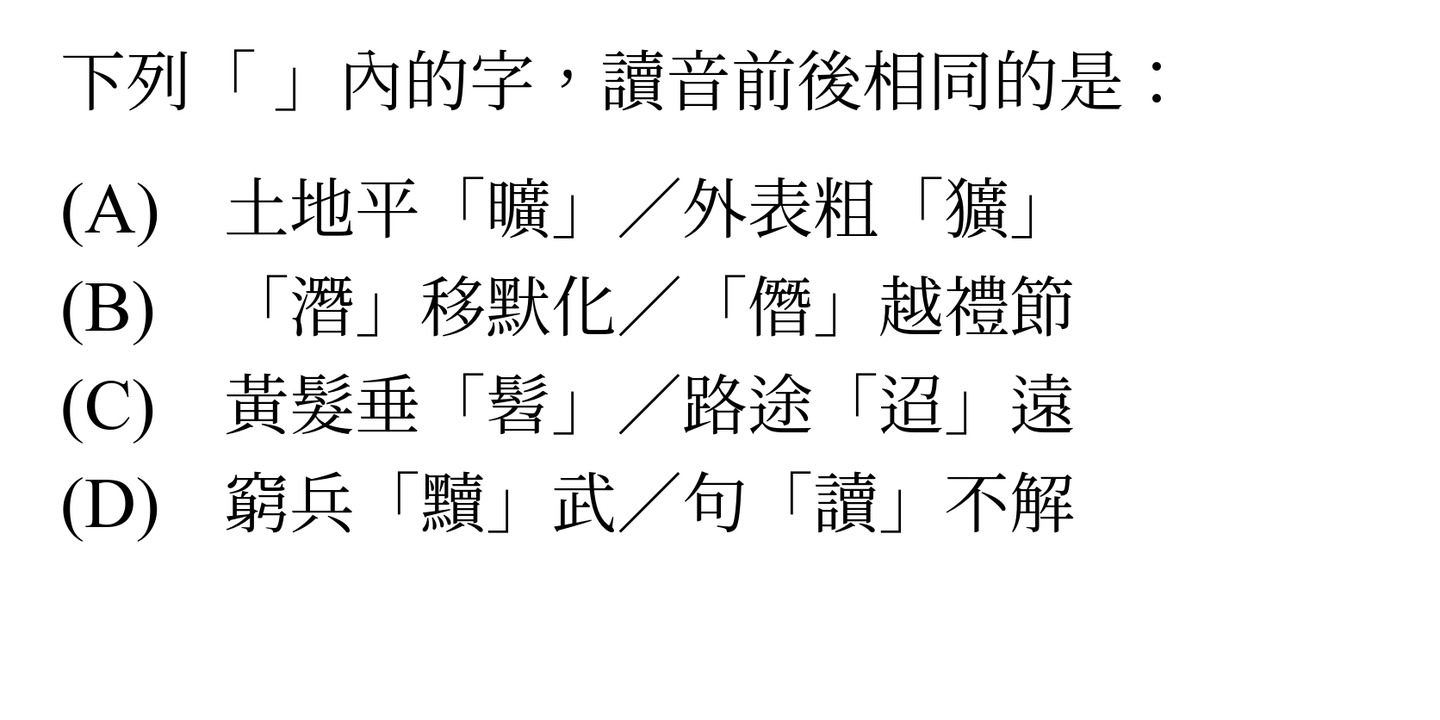 下列「 」內的字，讀音前後相同的是：
(A) 土地平「曠」／外表粗「獷」
(B) 「潛」移默化／「僭」越禮節
(C) 黃髮垂「髫」／路途「迢」遠
(D) 窮兵「黷」武／句「讀」不解